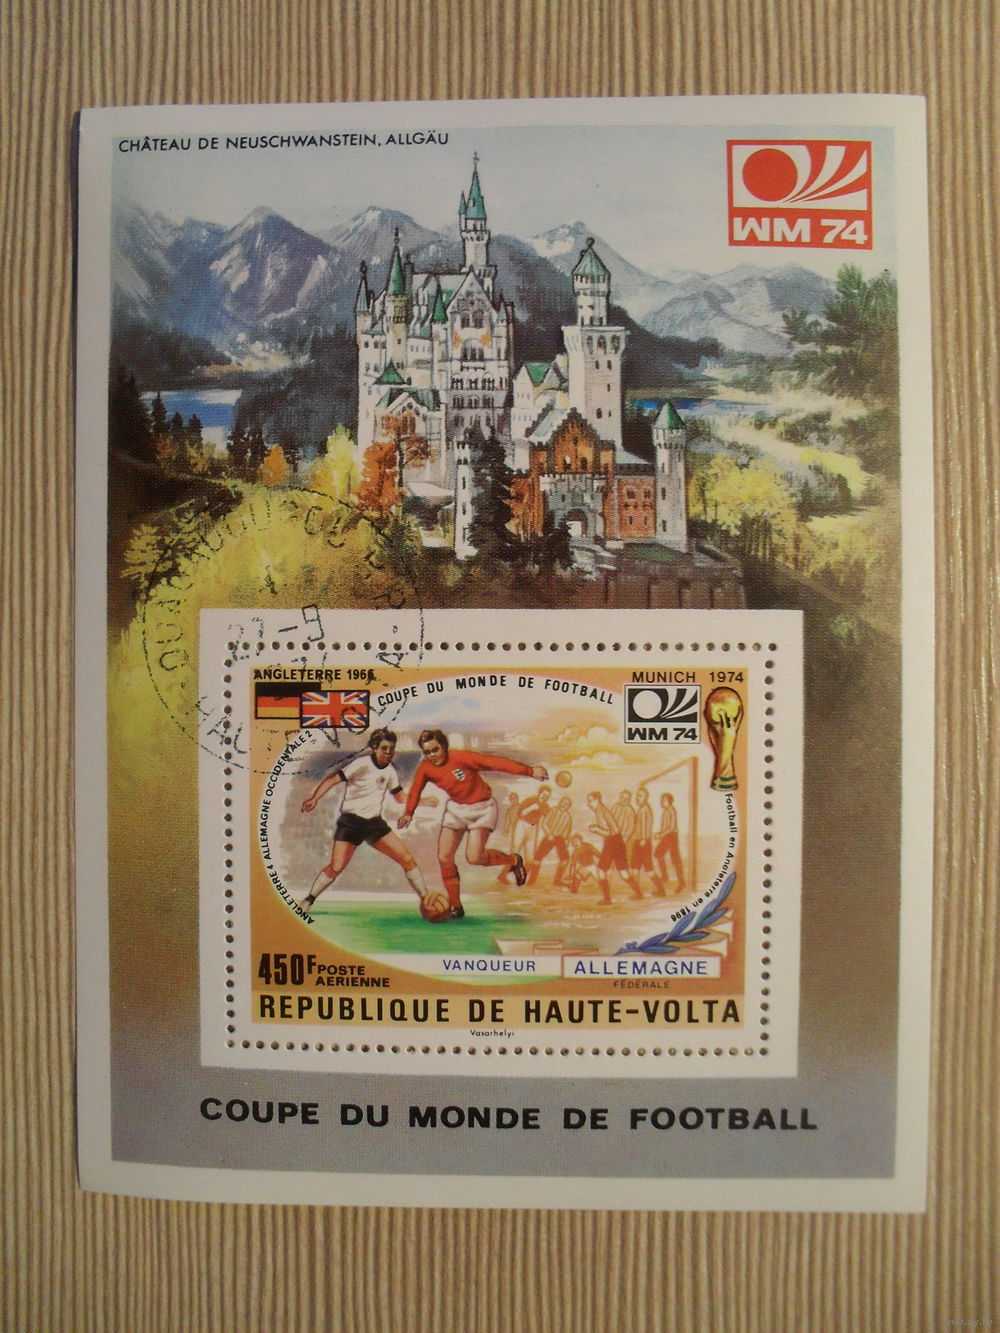 CHÂTEAU DE NEUSCHWANSTEIN, ALLGÄU
WM 74
22-9
ANGLETERRE 1966
COUPE DU MONDE DE FOOTBALL
MUNICH 1974
WM 74
ANGLETERRE 4 ALLEMAGNE OCCIDENTALE 2
Football en Angleterre en 1896
VANQUEUR
ALLEMAGNE
FÉDÉRALE
450F POSTE
AERIENNE
REPUBLIQUE DE HAUTE-VOLTA
Vasarhelyi
COUPE DU MONDE DE FOOTBALL